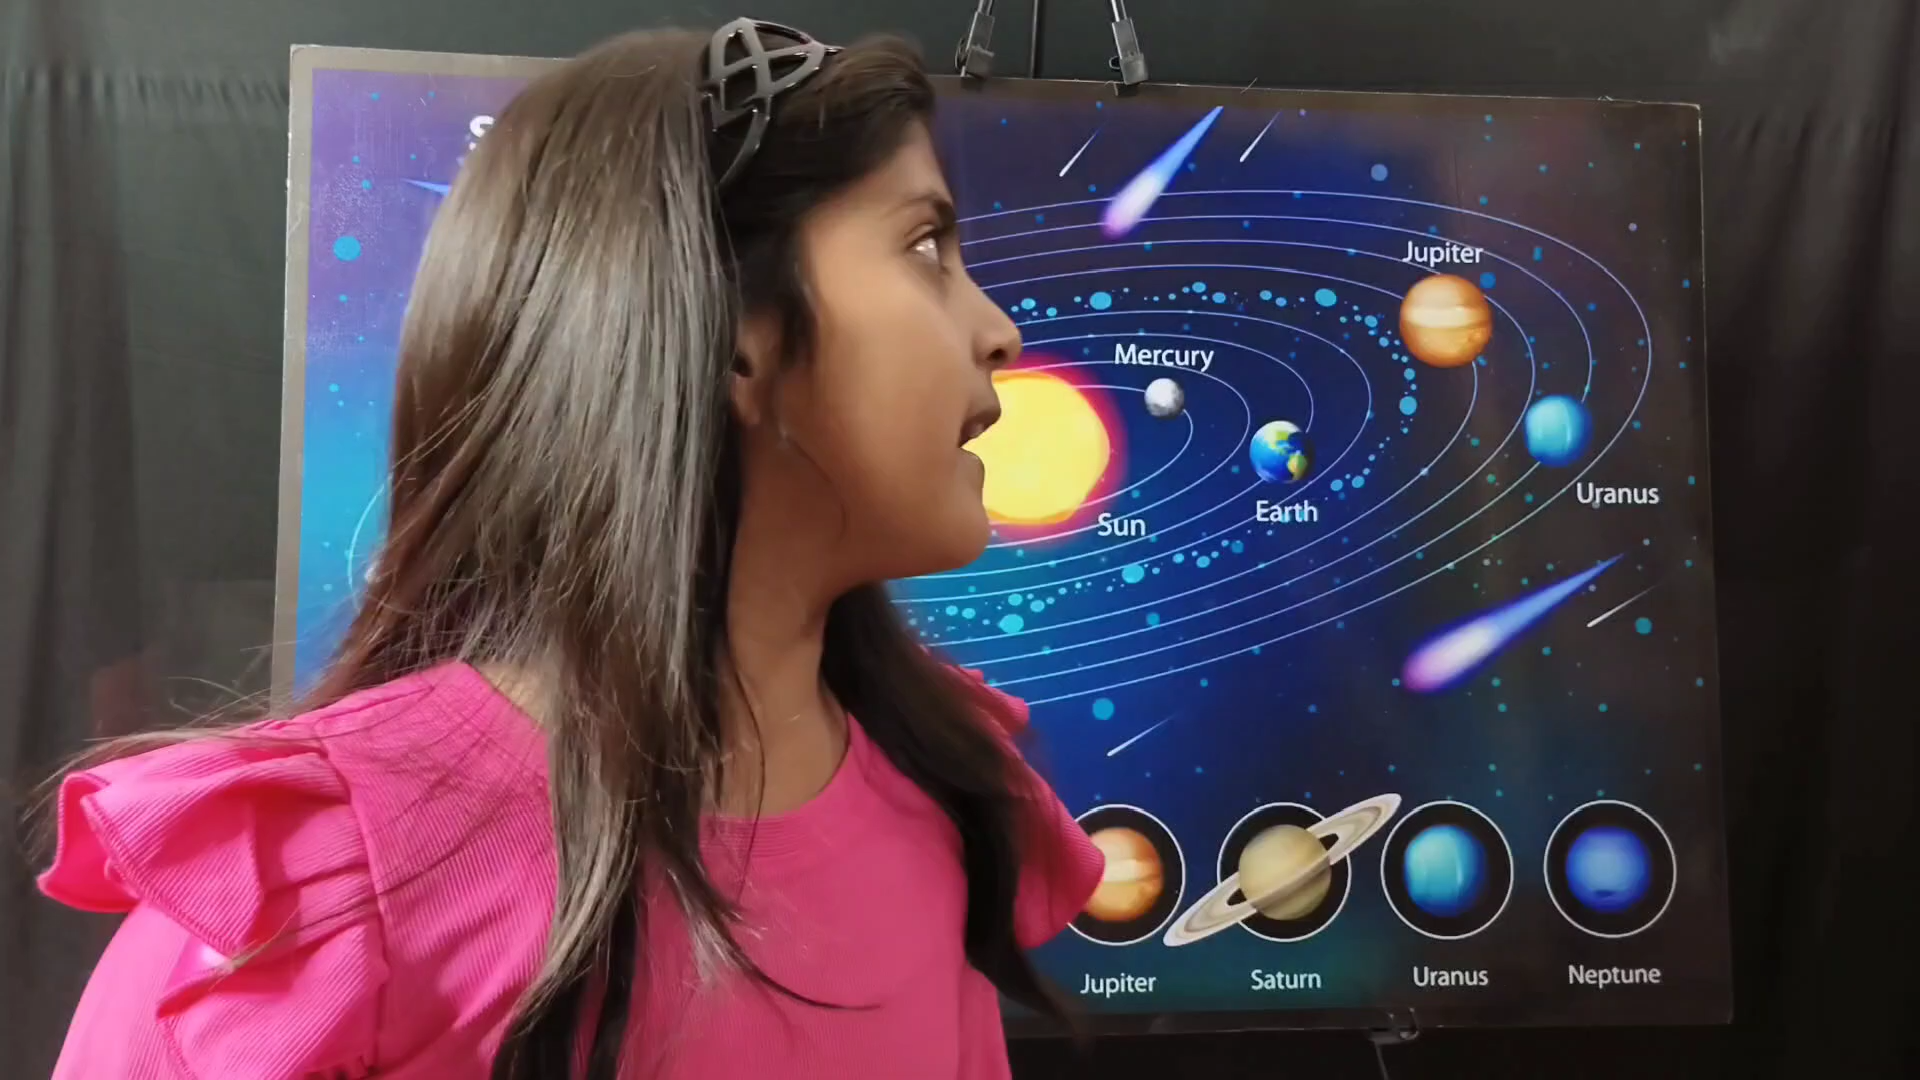 Jupiter
Mercury
Uranus
Earth
Sun
Jupiter Saturn Uranus Neptune